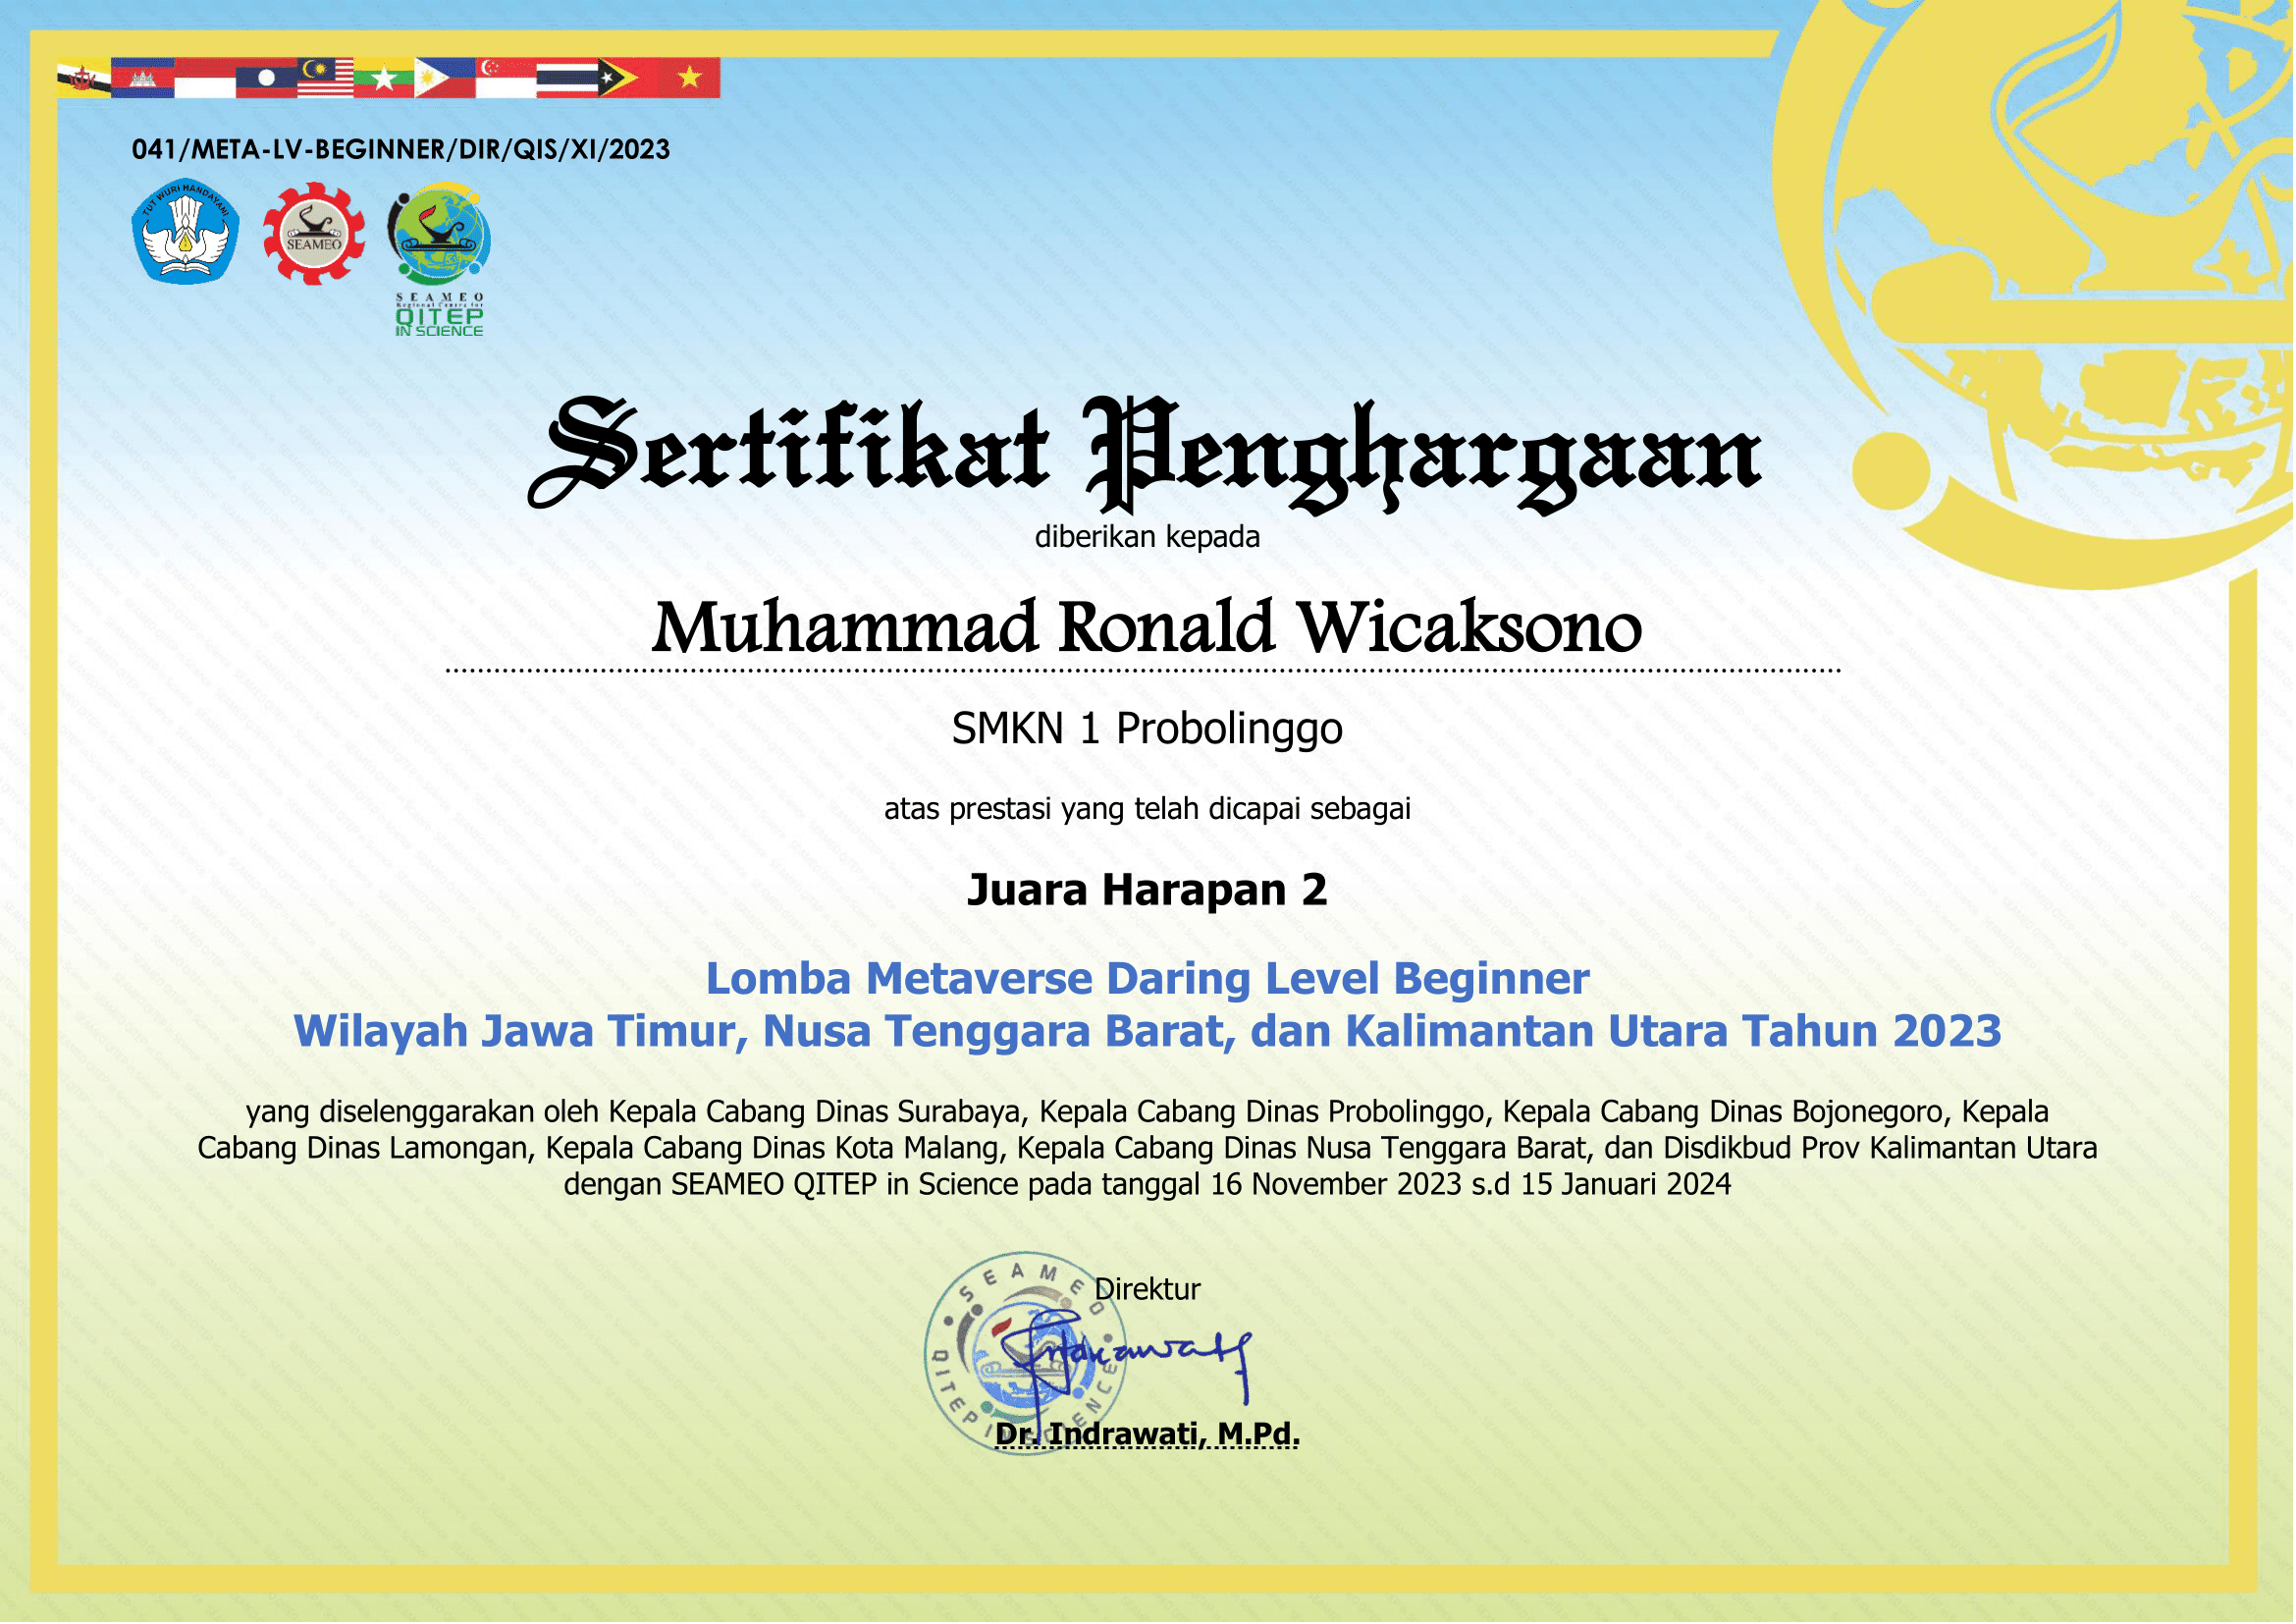 041/META-LV-BEGINNER/DIR/QIS/XI/2023
TUT WURI HANDAYANI
SEAMEO
SEAMEO
Regional Centre for
QITEP
IN SCIENCE
Sertifikat Penghargaan
diberikan kepada
Muhammad Ronald Wicaksono
SMKN 1 Probolinggo
atas prestasi yang telah dicapai sebagai
Juara Harapan 2
Lomba Metaverse Daring Level Beginner
Wilayah Jawa Timur, Nusa Tenggara Barat, dan Kalimantan Utara Tahun 2023
yang diselenggarakan oleh Kepala Cabang Dinas Surabaya, Kepala Cabang Dinas Probolinggo, Kepala Cabang Dinas Bojonegoro, Kepala
Cabang Dinas Lamongan, Kepala Cabang Dinas Kota Malang, Kepala Cabang Dinas Nusa Tenggara Barat, dan Disdikbud Prov Kalimantan Utara
dengan SEAMEO QITEP in Science pada tanggal 16 November 2023 s.d 15 Januari 2024
Direktur
SEAMEO
QITEP IN SCIENCE
Dr. Indrawati, M.Pd.